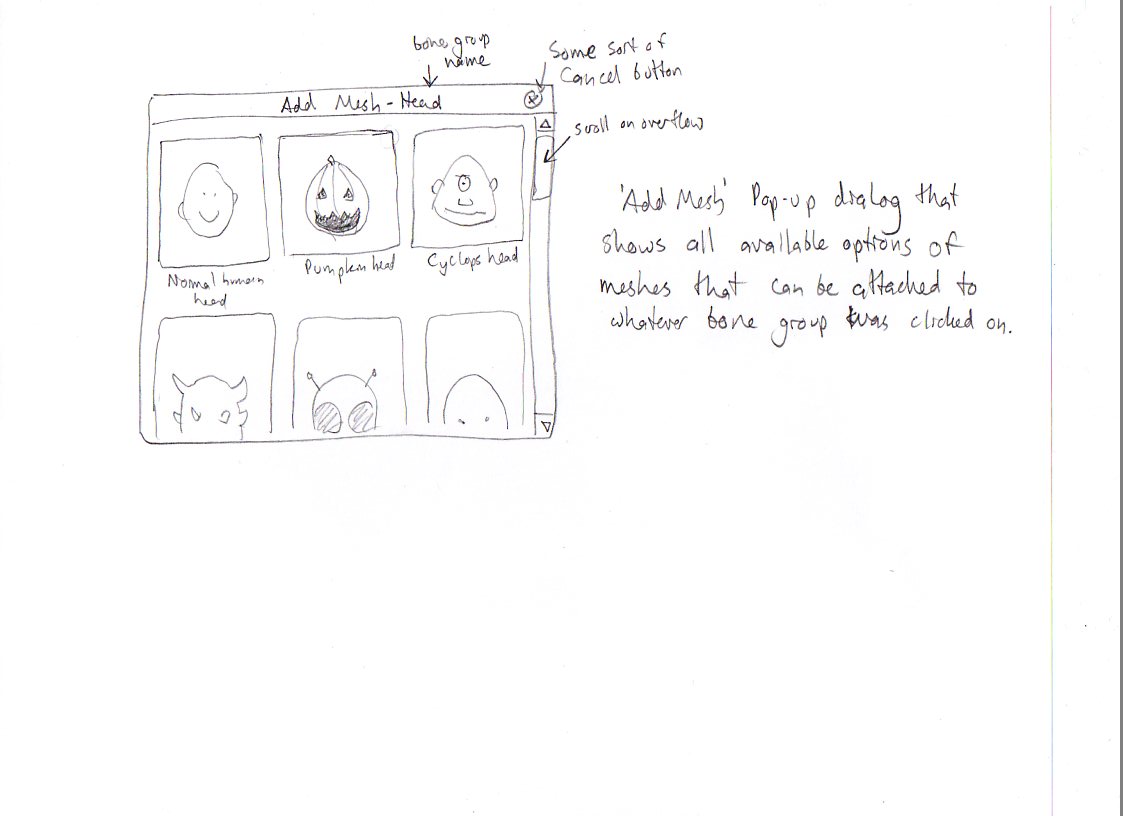 bone group
name
Some sort of
Cancel button
Add Mesh - Head
scroll on overflow
Normal human
head
Pumpkin head
Cyclops head
'Add Mesh' Pop-up dialog that
shows all available options of
meshes that can be attached to
whatever bone group was clicked on.